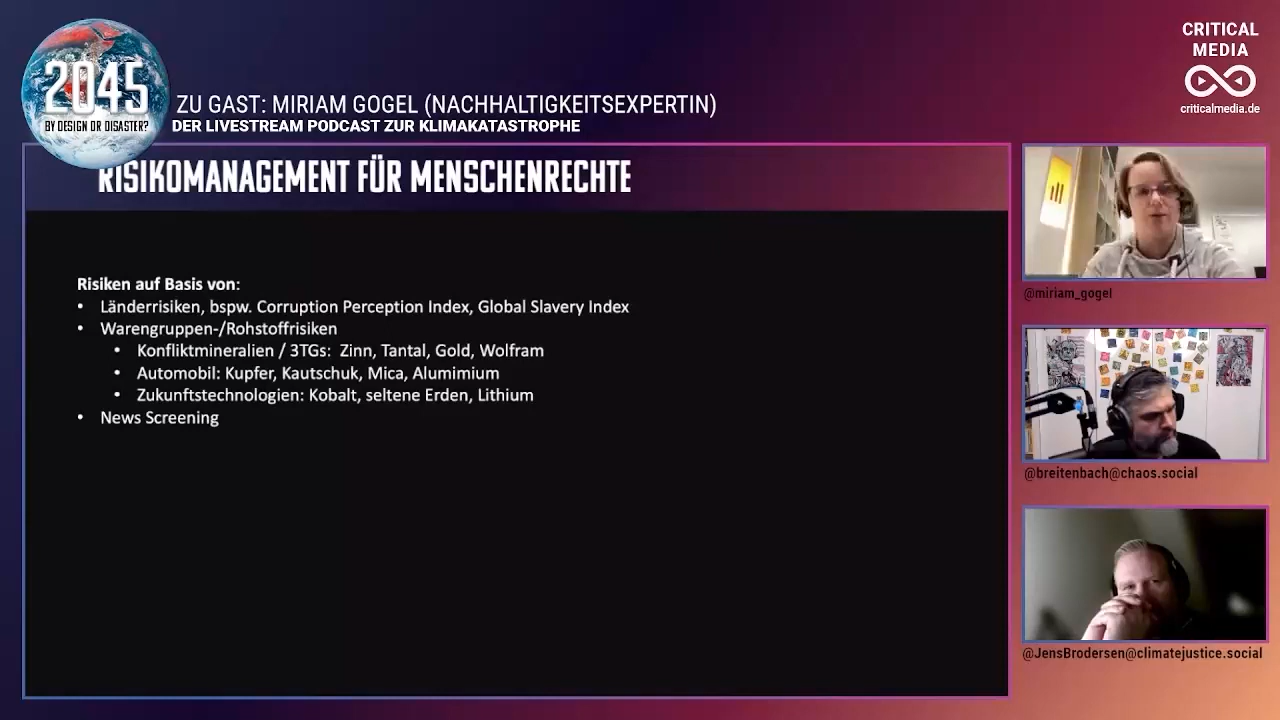 2045
BY DESIGN OR DISASTER?
ZU GAST: MIRIAM GOGEL (NACHHALTIGKEITSEXPERTIN)
DER LIVESTREAM PODCAST ZUR KLIMAKATASTROPHE
CRITICAL
MEDIA
criticalmedia.de
RISIKOMANAGEMENT FÜR MENSCHENRECHTE
Risiken auf Basis von:
• Länderrisiken, bspw. Corruption Perception Index, Global Slavery Index
• Warengruppen-/Rohstoffrisiken
• Konfliktmineralien / 3TGs: Zinn, Tantal, Gold, Wolfram
• Automobil: Kupfer, Kautschuk, Mica, Alumimium
• Zukunftstechnologien: Kobalt, seltene Erden, Lithium
• News Screening
@miriam_gogel
@breitenbach@chaos.social
@JensBrodersen@climatejustice.social